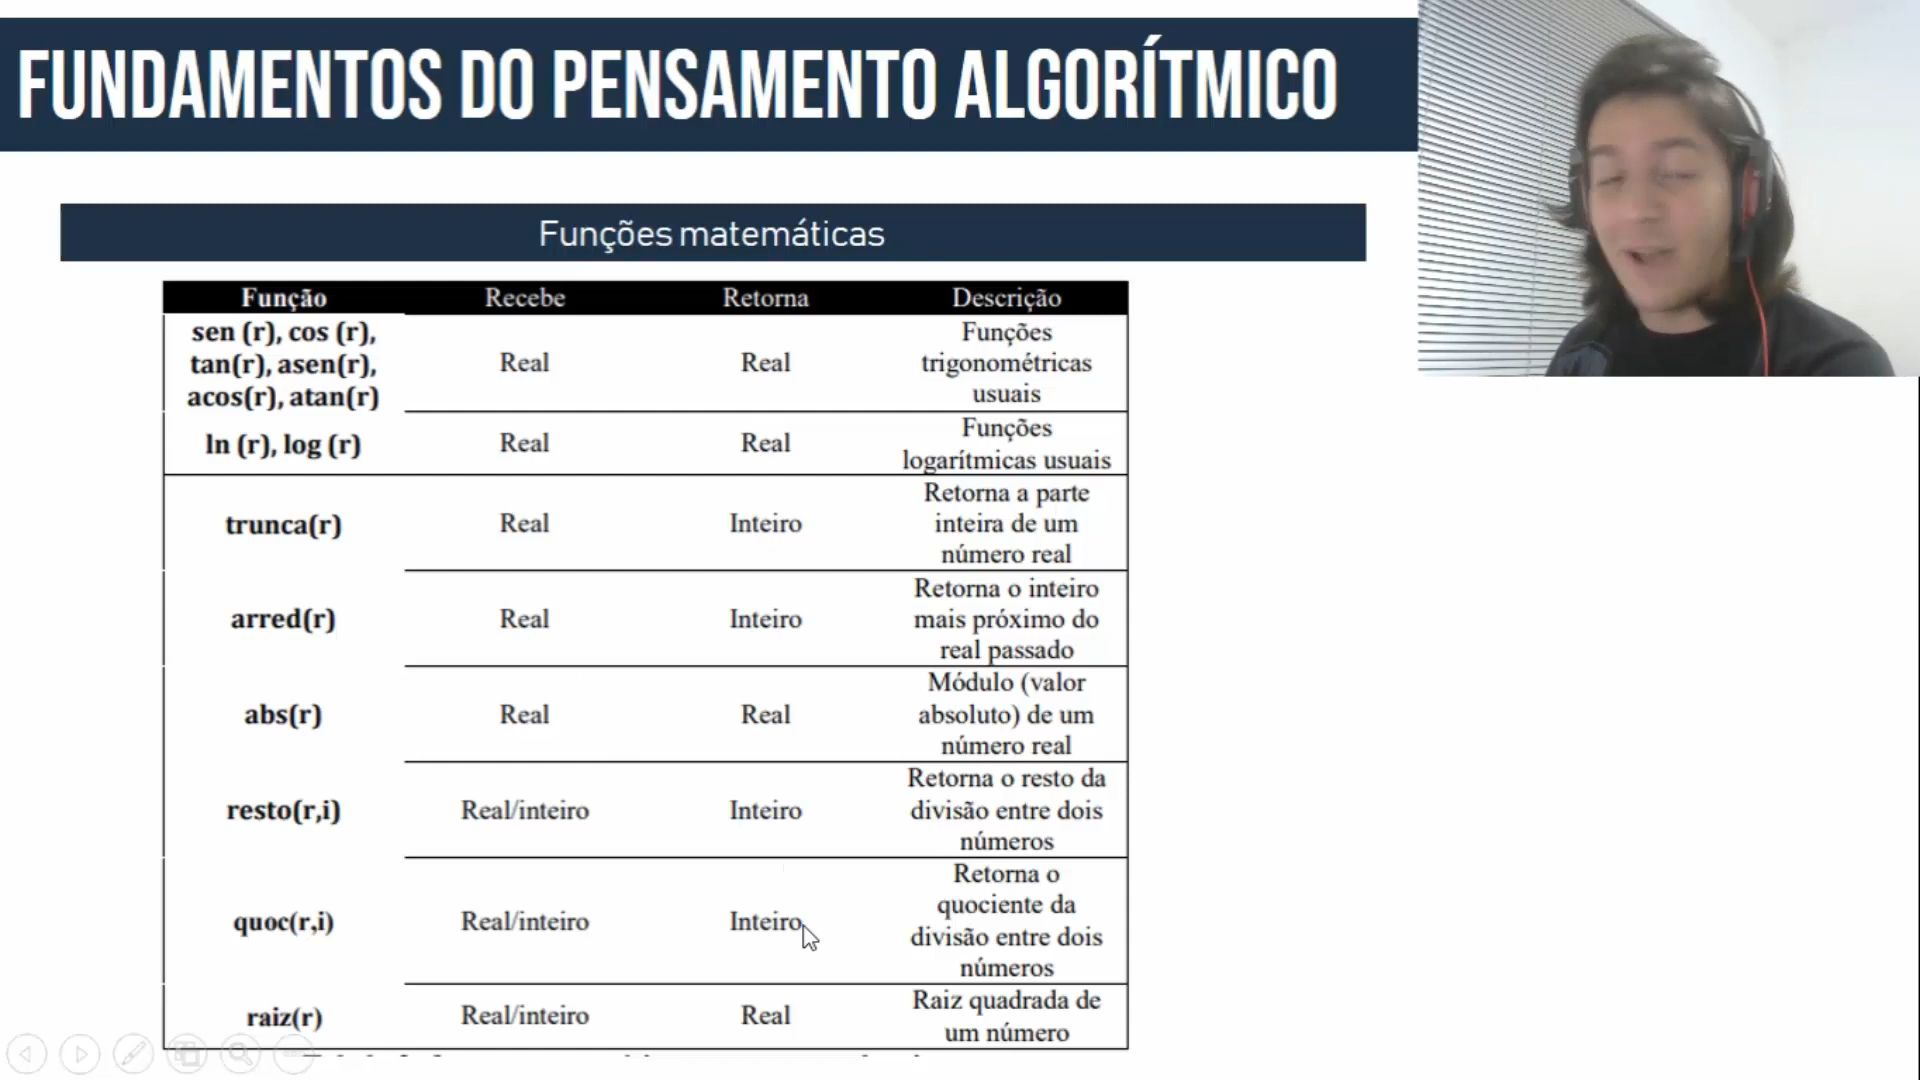 FUNDAMENTOS DO PENSAMENTO ALGORÍTMICO
Funções matemáticas
Função Recebe Retorna Descrição
sen (r), cos (r),
tan(r), asen(r),
acos(r), atan(r)
Real
Real
Funções
trigonométricas
usuais
ln (r), log (r)
Real
Real
Funções
logarítmicas usuais
trunca(r)
Real
Inteiro
Retorna a parte
inteira de um
número real
arred(r)
Real
Inteiro
Retorna o inteiro
mais próximo do
real passado
abs(r)
Real
Real
Módulo (valor
absoluto) de um
número real
resto(r,i)
Real/inteiro
Inteiro
Retorna o resto da
divisão entre dois
números
quoc(r,i)
Real/inteiro
Inteiro
Retorna o
quociente da
divisão entre dois
números
raiz(r)
Real/inteiro
Real
Raiz quadrada de
um número